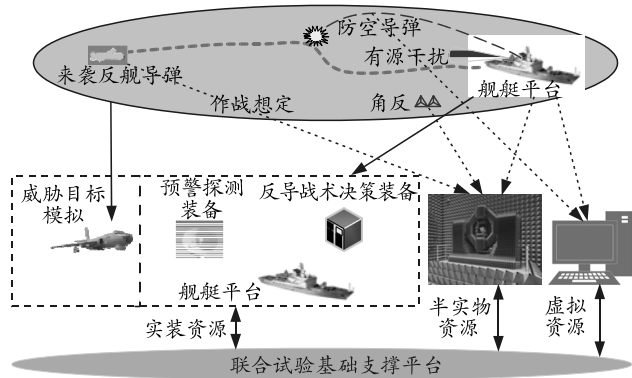 防空导弹
有源干扰
来袭反舰导弹
舰艇平台
作战想定
角反
威胁目标
模拟
预警探测
装备
反导战术决策装备
舰艇平台
实装资源
半实物
资源
虚拟
资源
联合试验基础支撑平台